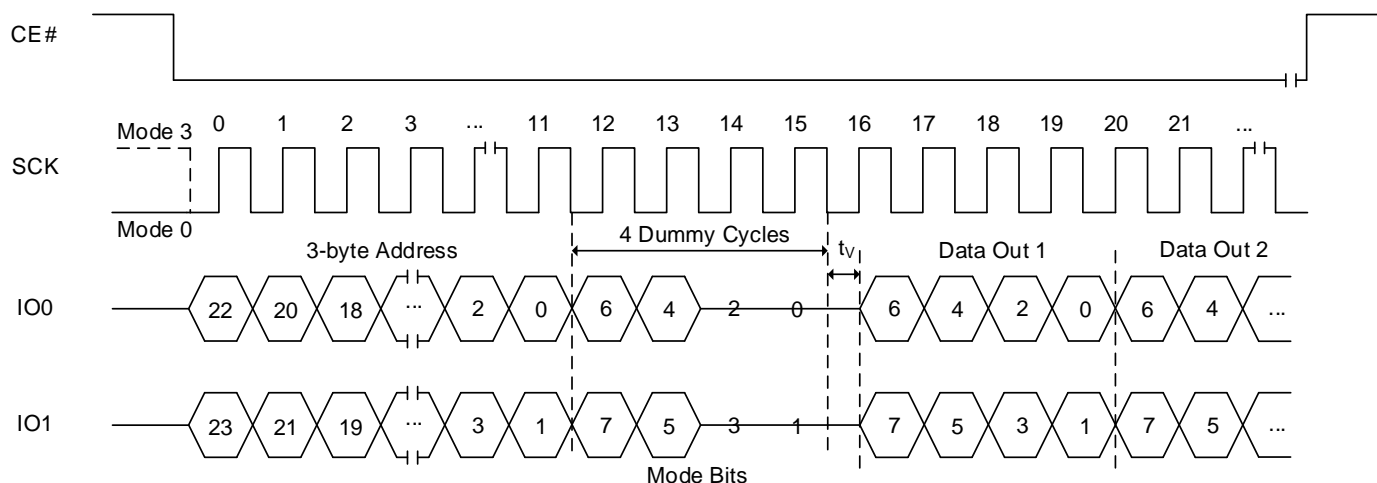 CE#
Mode 3 0 1 2 3 ... 11 12 13 14 15 16 17 18 19 20 21 ...
SCK
Mode 0
3-byte Address 4 Dummy Cycles tV Data Out 1 Data Out 2
IO0 22 20 18 ... 2 0 6 4 2 0 6 4 2 0 6 4 ...
IO1 23 21 19 ... 3 1 7 5 3 1 7 5 3 1 7 5 ...
Mode Bits